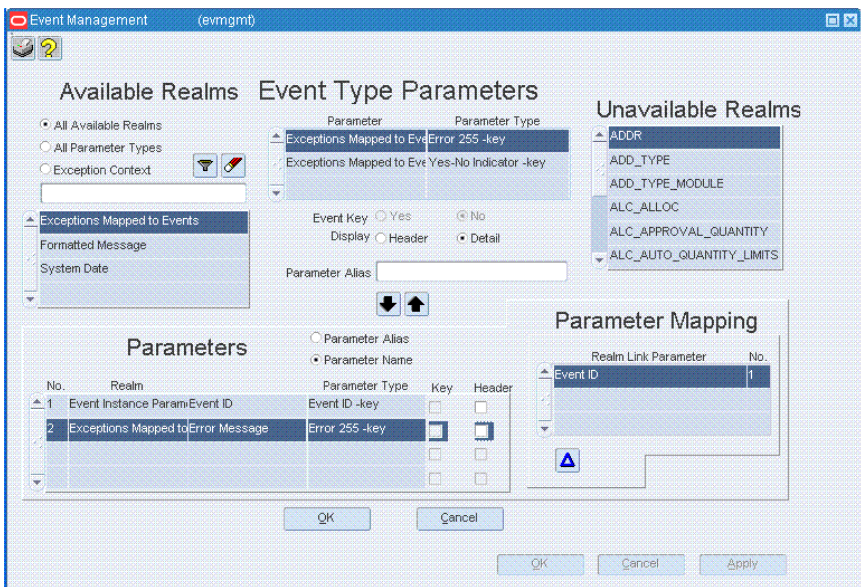 Event Management (evmgmt)
Available Realms
All Available Realms
All Parameter Types
Exception Context
Exceptions Mapped to Events
Formatted Message
System Date
Event Type Parameters
Parameter Parameter Type
Exceptions Mapped to Eve Error 255 -key
Exceptions Mapped to Eve Yes-No Indicator -key
Event Key Yes No
Display Header Detail
Parameter Alias
Unavailable Realms
ADDR
ADD_TYPE
ADD_TYPE_MODULE
ALC_ALLOC
ALC_APPROVAL_QUANTITY
ALC_AUTO_QUANTITY_LIMITS
Parameters
Parameter Alias
Parameter Name
No. Realm Parameter Type Key Header
1 Event Instance Param Event ID Event ID -key
2 Exceptions Mapped to Error Message Error 255 -key
Parameter Mapping
Realm Link Parameter No.
Event ID 1
OK Cancel
OK Cancel Apply